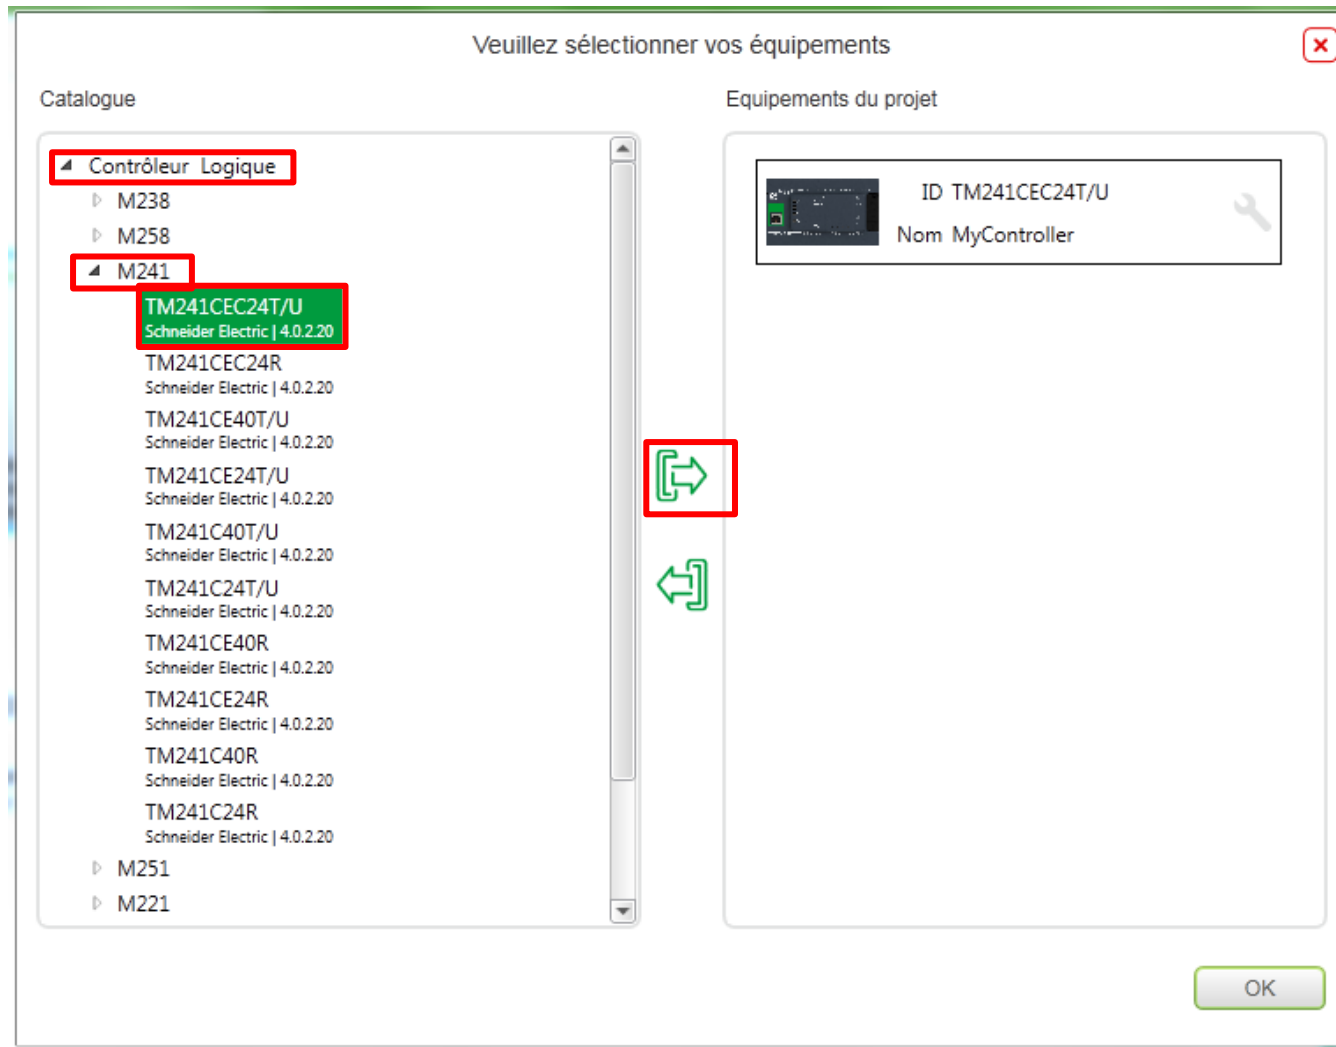 Veuillez sélectionner vos équipements
Catalogue
Contrôleur Logique
M238
M258
M241
TM241CEC24T/U
Schneider Electric | 4.0.2.20
TM241CEC24R
Schneider Electric | 4.0.2.20
TM241CE40T/U
Schneider Electric | 4.0.2.20
TM241CE24T/U
Schneider Electric | 4.0.2.20
TM241C40T/U
Schneider Electric | 4.0.2.20
TM241C24T/U
Schneider Electric | 4.0.2.20
TM241CE40R
Schneider Electric | 4.0.2.20
TM241CE24R
Schneider Electric | 4.0.2.20
TM241C40R
Schneider Electric | 4.0.2.20
TM241C24R
Schneider Electric | 4.0.2.20
M251
M221
Equipements du projet
ID TM241CEC24T/U
Nom MyController
OK